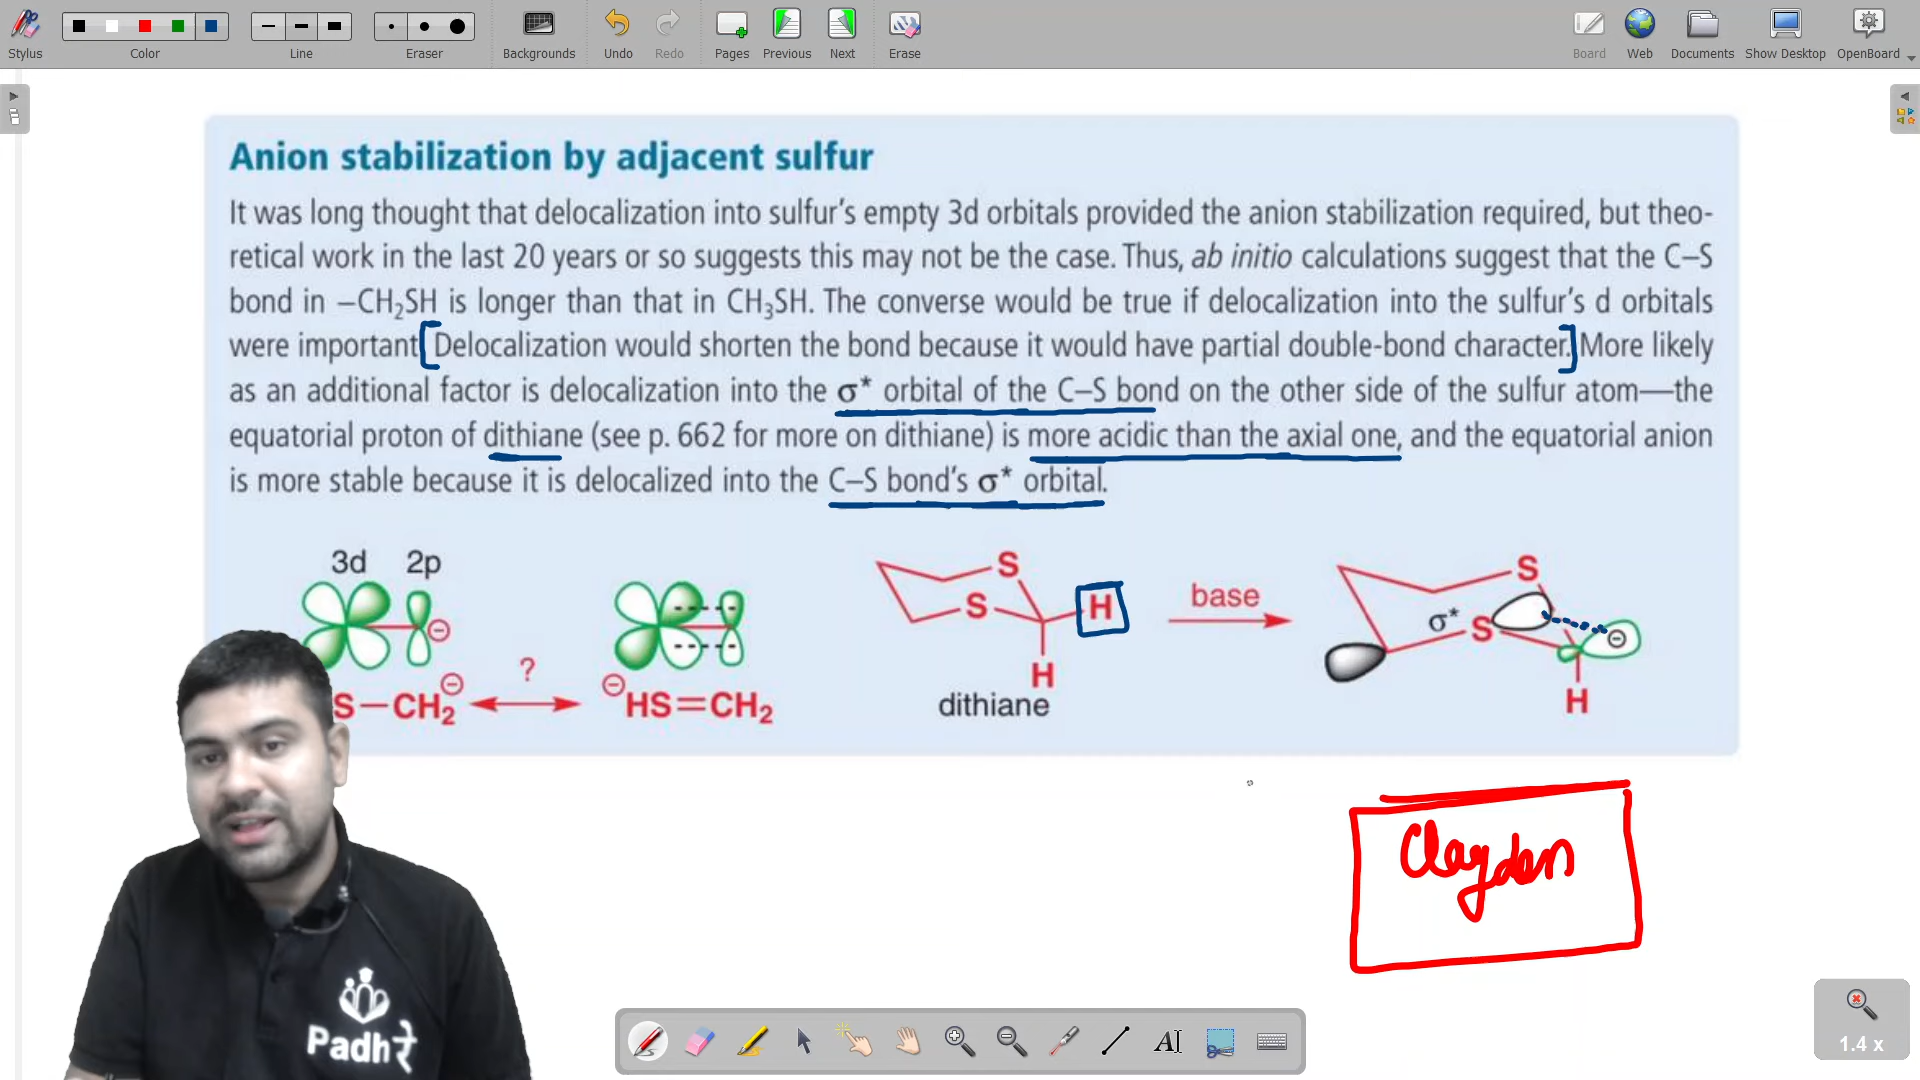 Stylus
Color
Line
Eraser
Backgrounds
Undo
Redo
Pages
Previous
Next
Erase
Board
Web
Documents
Show Desktop
OpenBoard
Anion stabilization by adjacent sulfur
It was long thought that delocalization into sulfur's empty 3d orbitals provided the anion stabilization required, but theo-
retical work in the last 20 years or so suggests this may not be the case. Thus, ab initio calculations suggest that the C–S
bond in −CH₂SH is longer than that in CH₃SH. The converse would be true if delocalization into the sulfur's d orbitals
were important [Delocalization would shorten the bond because it would have partial double-bond character.] More likely
as an additional factor is delocalization into the σ* orbital of the C–S bond on the other side of the sulfur atom—the
equatorial proton of dithiane (see p. 662 for more on dithiane) is more acidic than the axial one, and the equatorial anion
is more stable because it is delocalized into the C–S bond's σ* orbital.
3d 2p
⊖
S—CH₂⊖
?
⊖HS=CH₂
S
S
H
H
dithiane
base
S
σ*
S
⊖
H
Clayden
Padhरे
AI
1.4 x